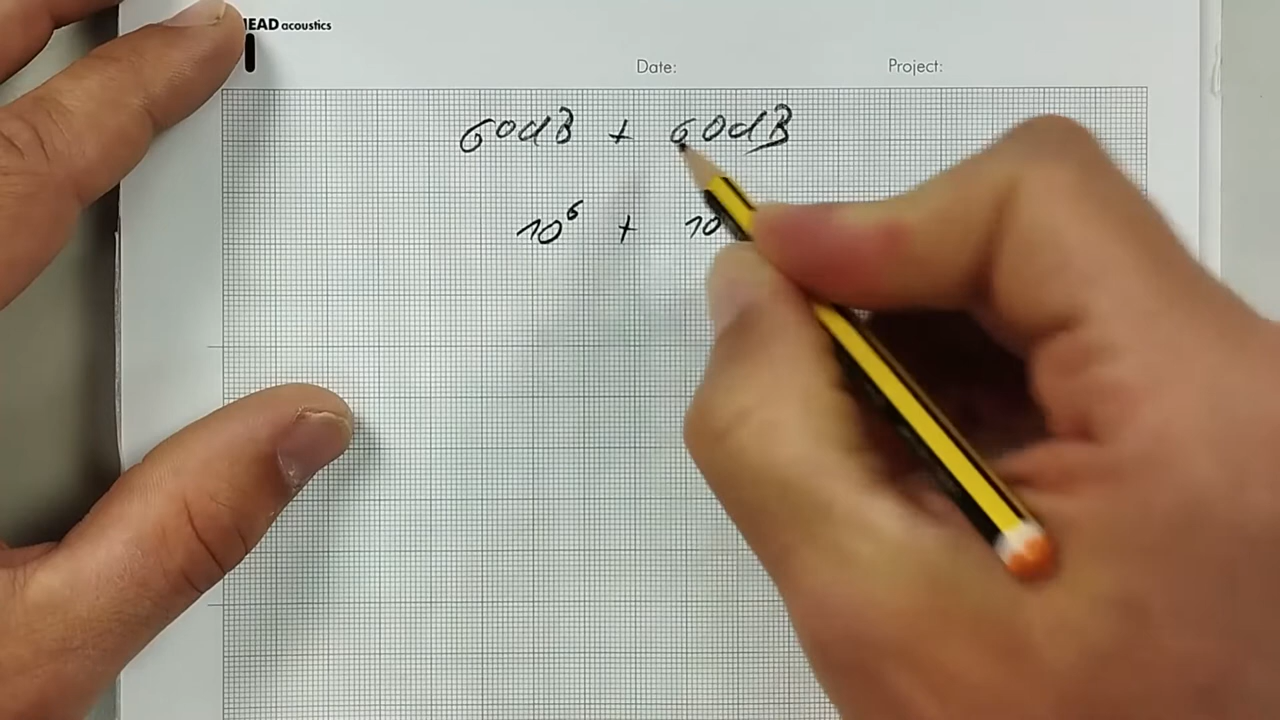 HEAD acoustics
Date: Project:
60dB + 60dB
10⁶ + 10